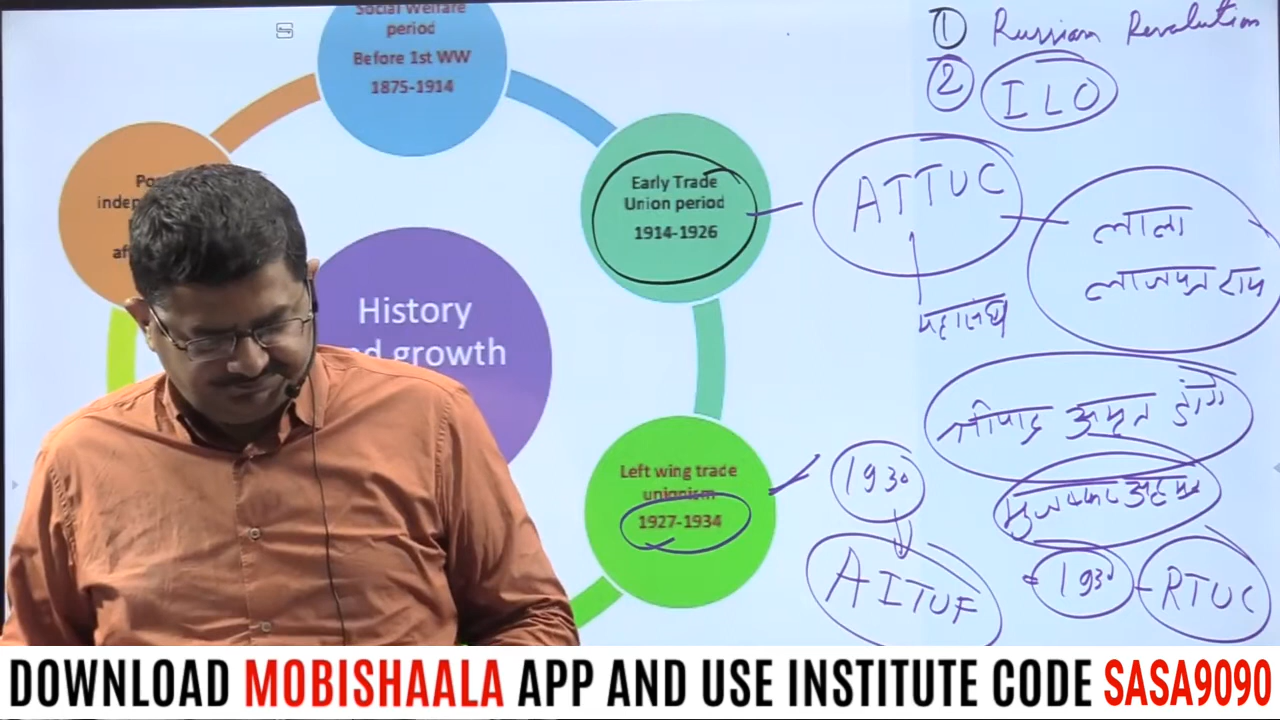 Social Welfare
period
Before 1st WW
1875-1914
Early Trade
Union period
1914-1926
History
growth
Left wing trade
unionism
1927-1934
① Russian Revolution
② ILO
ATTUC
लाला
लाजपत राय
महासंघ
श्रीपाद अमृत डांगे
मुजफ्फर अहमद
1930
AITUF
1930 - RTUC
DOWNLOAD MOBISHAALA APP AND USE INSTITUTE CODE SASA9090